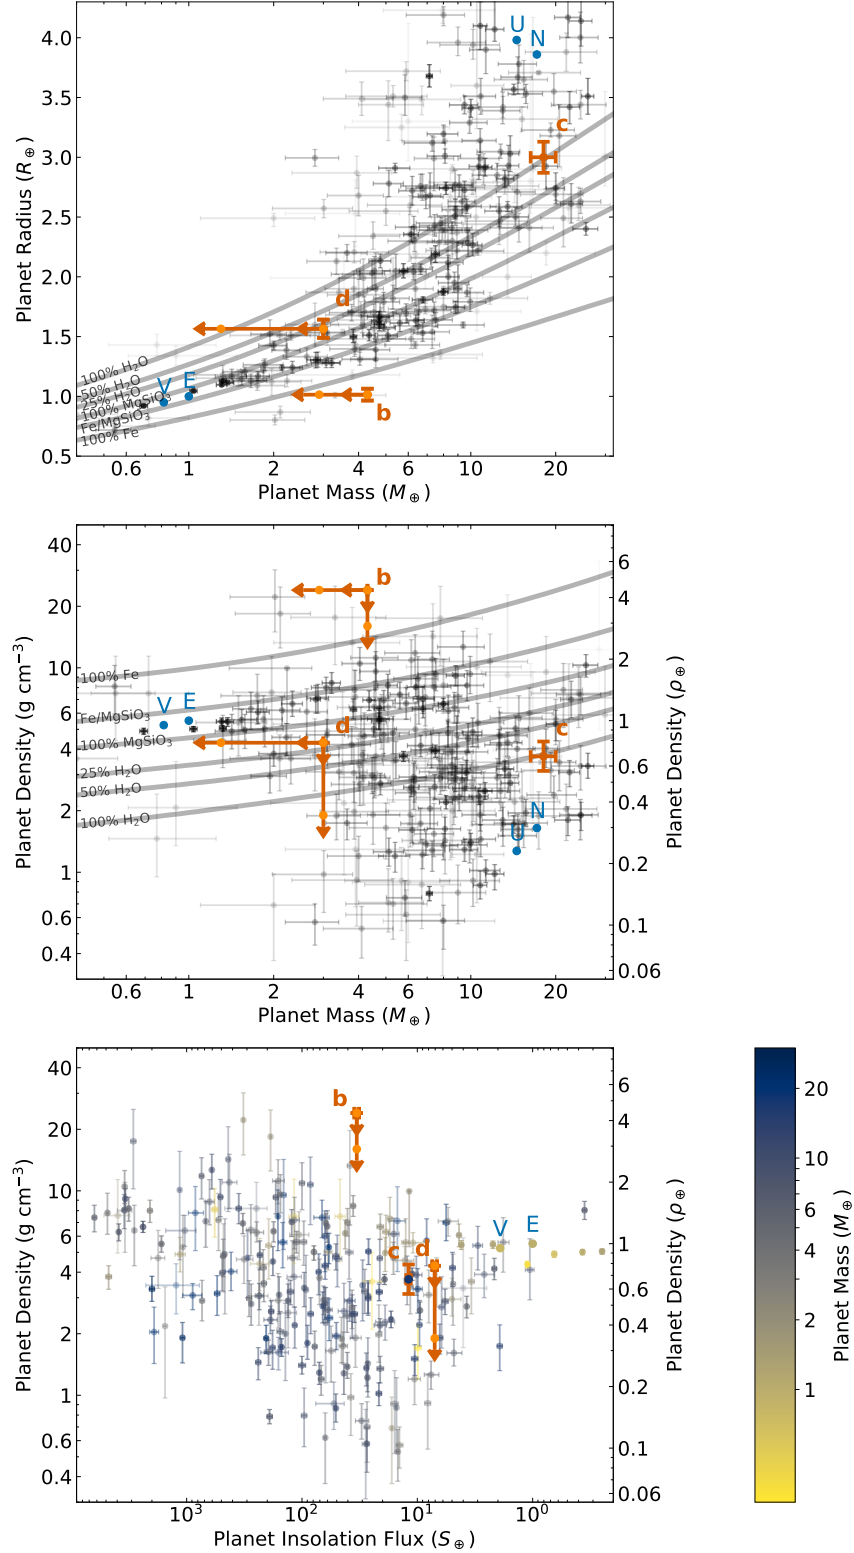 4.0
3.5
3.0
2.5
2.0
1.5
1.0
0.5
Planet Radius (R⊕)
U
N
c
d
b
V
E
100% H₂O
50% H₂O
25% H₂O
100% MgSiO₃
Fe/MgSiO₃
100% Fe
0.6 1 2 4 6 10 20
Planet Mass (M⊕)
40
20
10
6
4
2
1
0.6
0.4
Planet Density (g cm⁻³)
b
100% Fe
V
E
Fe/MgSiO₃
d
c
100% MgSiO₃
25% H₂O
50% H₂O
N
U
100% H₂O
6
4
2
1
0.6
0.4
0.2
0.1
0.06
Planet Density (ρ⊕)
0.6 1 2 4 6 10 20
Planet Mass (M⊕)
40
20
10
6
4
2
1
0.6
0.4
Planet Density (g cm⁻³)
b
c
d
V
E
6
4
2
1
0.6
0.4
0.2
0.1
0.06
Planet Density (ρ⊕)
10³ 10² 10¹ 10⁰
Planet Insolation Flux (S⊕)
20
10
6
4
2
1
Planet Mass (M⊕)